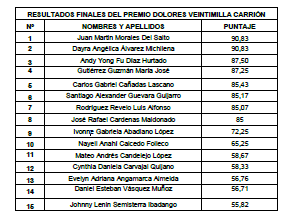 RESULTADOS FINALES DEL PREMIO DOLORES VEINTIMILLA CARRIÓN
Nº NOMBRES Y APELLIDOS PUNTAJE
1 Juan Martín Morales Del Salto 90,83
2 Dayra Angélica Álvarez Michilena 90,83
3 Andy Yong Fu Diaz Hurtado 87,50
4 Gutiérrez Guzmán María José 87,25
5 Carlos Gabriel Cañadas Lascano 85,43
6 Santiago Alexander Guevara Guijarro 85,17
7 Rodríguez Revelo Luis Alfonso 85,07
8 José Rafael Cardenas Maldonado 85
9 Ivonne Gabriela Abadiano López 72,25
10 Nayeli Anahí Caicedo Folleco 65,25
11 Mateo Andrés Candelejo López 58,67
12 Cynthia Daniela Carvajal Quijano 58,33
13 Evelyn Adriana Angamarca Almeida 56,76
14 Daniel Esteban Vásquez Muñoz 56,71
15 Johnny Lenin Semisterra Ibadango 55,82